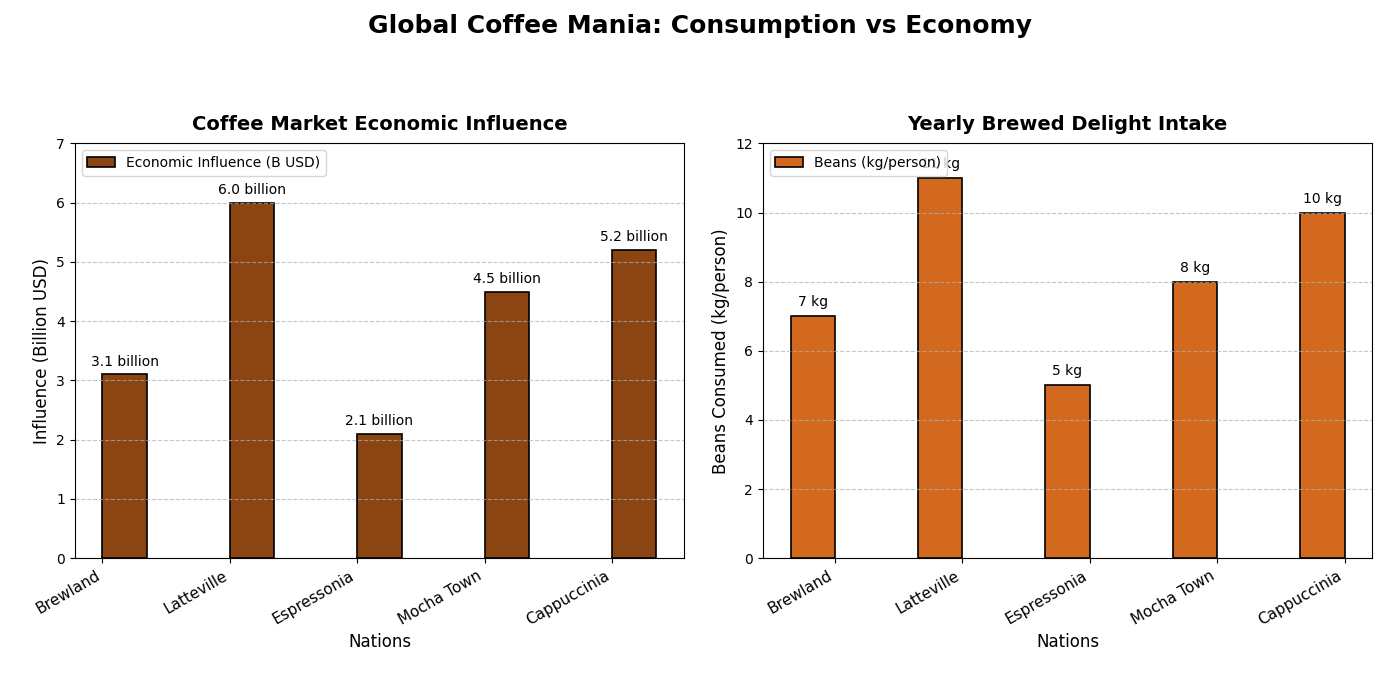 Global Coffee Mania: Consumption vs Economy
Coffee Market Economic Influence
Influence (Billion USD)
7
6
5
4
3
2
1
0
Economic Influence (B USD)
3.1 billion
6.0 billion
2.1 billion
4.5 billion
5.2 billion
Brewland
Latteville
Espressonia
Mocha Town
Cappuccinia
Nations
Yearly Brewed Delight Intake
Beans Consumed (kg/person)
12
10
8
6
4
2
0
Beans (kg/person)
7 kg
kg
5 kg
8 kg
10 kg
Brewland
Latteville
Espressonia
Mocha Town
Cappuccinia
Nations